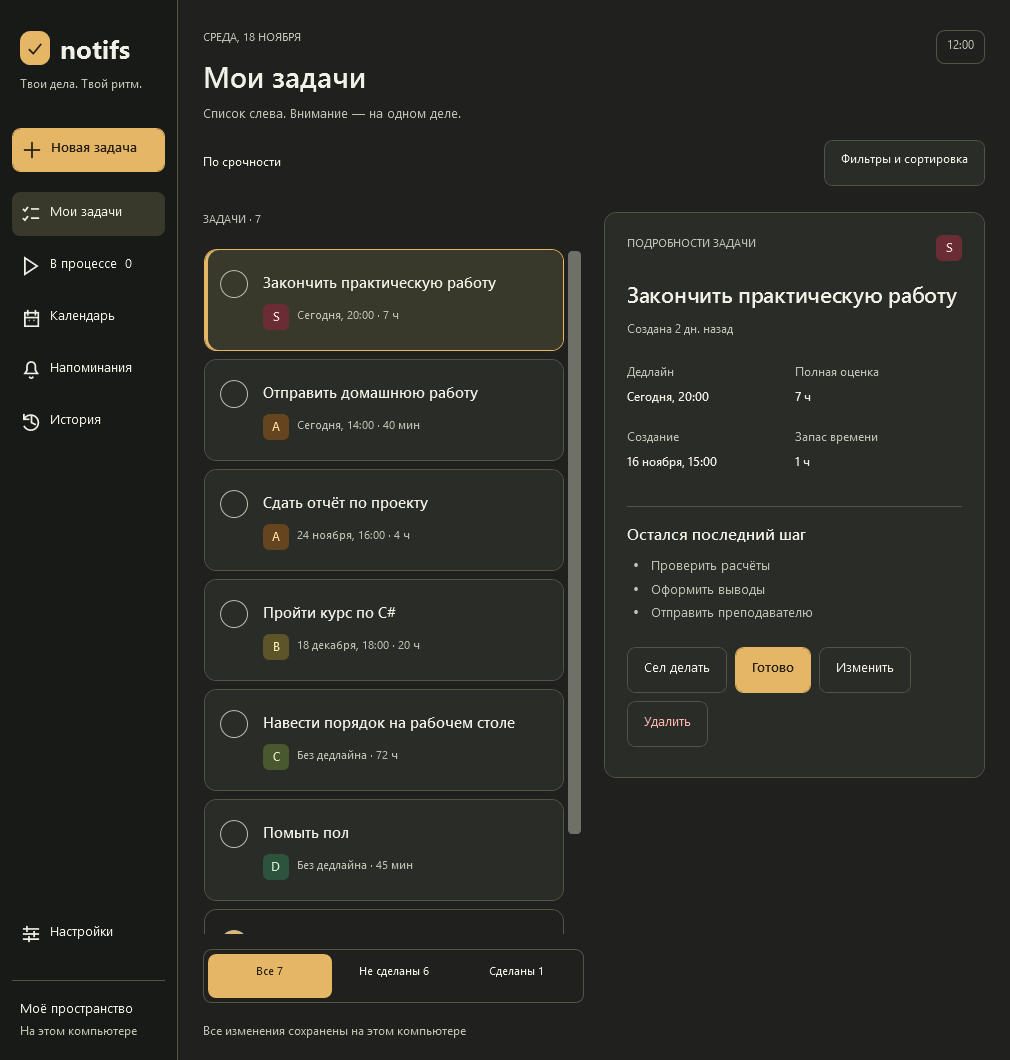 notifs
Твои дела. Твой ритм.
Новая задача
Мои задачи
В процессе 0
Календарь
Напоминания
История
Настройки
Моё пространство
На этом компьютере
СРЕДА, 18 НОЯБРЯ
12:00
Мои задачи
Список слева. Внимание — на одном деле.
По срочности
Фильтры и сортировка
ЗАДАЧИ · 7
Закончить практическую работу
S Сегодня, 20:00 · 7 ч
Отправить домашнюю работу
A Сегодня, 14:00 · 40 мин
Сдать отчёт по проекту
A 24 ноября, 16:00 · 4 ч
Пройти курс по C#
B 18 декабря, 18:00 · 20 ч
Навести порядок на рабочем столе
C Без дедлайна · 72 ч
Помыть пол
D Без дедлайна · 45 мин
Все 7
Не сделаны 6
Сделаны 1
Все изменения сохранены на этом компьютере
ПОДРОБНОСТИ ЗАДАЧИ
S
Закончить практическую работу
Создана 2 дн. назад
Дедлайн
Сегодня, 20:00
Полная оценка
7 ч
Создание
16 ноября, 15:00
Запас времени
1 ч
Остался последний шаг
• Проверить расчёты
• Оформить выводы
• Отправить преподавателю
Сел делать
Готово
Изменить
Удалить